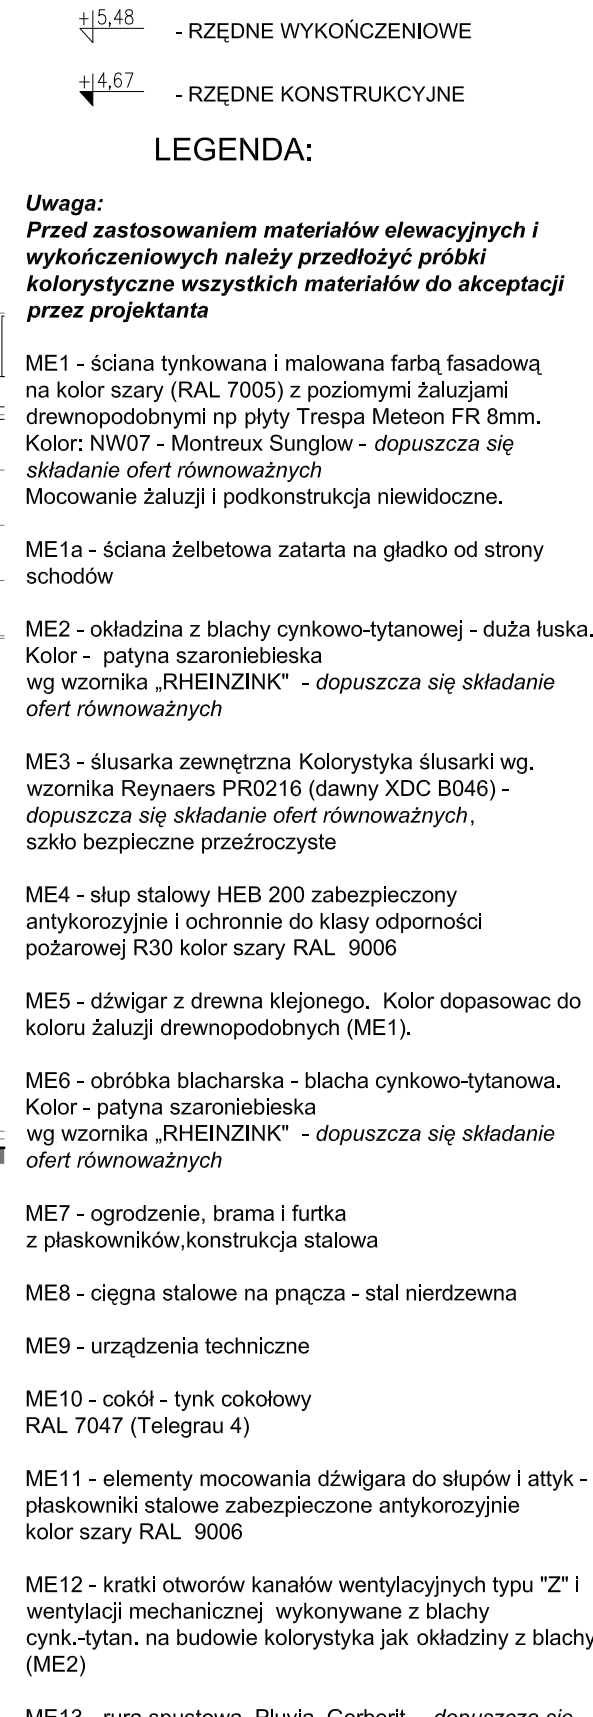 +5,48 - RZĘDNE WYKOŃCZENIOWE
+4,67 - RZĘDNE KONSTRUKCYJNE
LEGENDA:
Uwaga:
Przed zastosowaniem materiałów elewacyjnych i
wykończeniowych należy przedłożyć próbki
kolorystyczne wszystkich materiałów do akceptacji
przez projektanta
ME1 - ściana tynkowana i malowana farbą fasadową
na kolor szary (RAL 7005) z poziomymi żaluzjami
drewnopodobnymi np płyty Trespa Meteon FR 8mm.
Kolor: NW07 - Montreux Sunglow - dopuszcza się
składanie ofert równoważnych
Mocowanie żaluzji i podkonstrukcja niewidoczne.
ME1a - ściana żelbetowa zatarta na gładko od strony
schodów
ME2 - okładzina z blachy cynkowo-tytanowej - duża łuska.
Kolor - patyna szaroniebieska
wg wzornika „RHEINZINK" - dopuszcza się składanie
ofert równoważnych
ME3 - ślusarka zewnętrzna Kolorystyka ślusarki wg.
wzornika Reynaers PR0216 (dawny XDC B046) -
dopuszcza się składanie ofert równoważnych,
szkło bezpieczne przeźroczyste
ME4 - słup stalowy HEB 200 zabezpieczony
antykorozyjnie i ochronnie do klasy odporności
pożarowej R30 kolor szary RAL 9006
ME5 - dźwigar z drewna klejonego. Kolor dopasowac do
koloru żaluzji drewnopodobnych (ME1).
ME6 - obróbka blacharska - blacha cynkowo-tytanowa.
Kolor - patyna szaroniebieska
wg wzornika „RHEINZINK" - dopuszcza się składanie
ofert równoważnych
ME7 - ogrodzenie, brama i furtka
z płaskowników,konstrukcja stalowa
ME8 - cięgna stalowe na pnącza - stal nierdzewna
ME9 - urządzenia techniczne
ME10 - cokół - tynk cokołowy
RAL 7047 (Telegrau 4)
ME11 - elementy mocowania dźwigara do słupów i attyk -
płaskowniki stalowe zabezpieczone antykorozyjnie
kolor szary RAL 9006
ME12 - kratki otworów kanałów wentylacyjnych typu "Z" i
wentylacji mechanicznej wykonywane z blachy
cynk.-tytan. na budowie kolorystyka jak okładziny z blachy
(ME2)
ME13 - rura spustowa Pluvia Gerberit - dopuszcza się